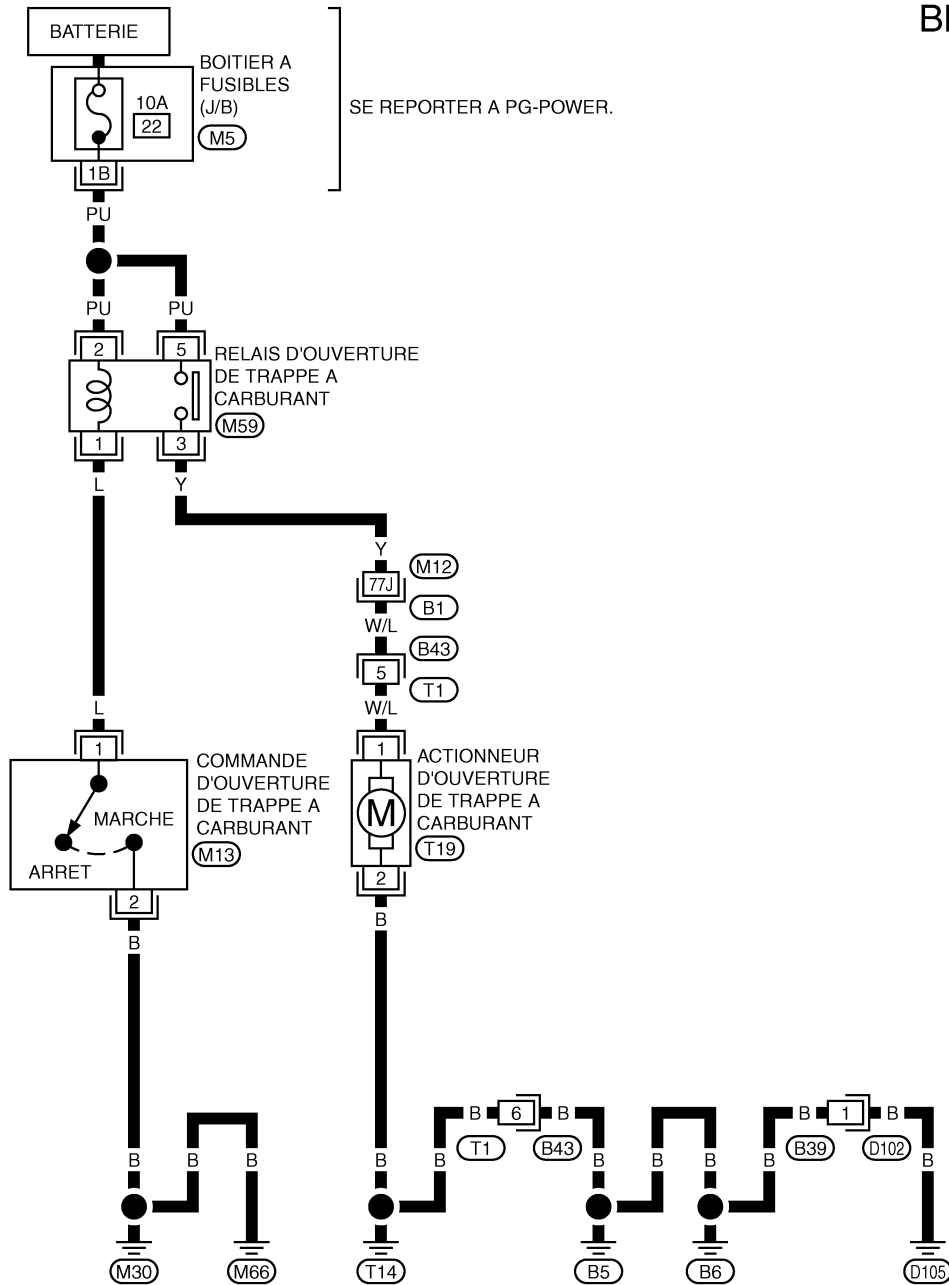 BATTERIE
BOITIER A
FUSIBLES
(J/B)
M5
10A
22
SE REPORTER A PG-POWER.
1B
PU
PU
PU
2
5
RELAIS D'OUVERTURE
DE TRAPPE A
CARBURANT
M59
1
3
L
Y
Y
M12
77J
B1
W/L
B43
5
T1
L
W/L
1
1
COMMANDE
D'OUVERTURE
DE TRAPPE A
CARBURANT
M13
MARCHE
ARRET
ACTIONNEUR
D'OUVERTURE
DE TRAPPE A
CARBURANT
T19
M
2
2
B
B
B
6
B
B
1
B
T1
B43
B39
D102
B
B
B
B
B
B
B
B
B
B
M30
M66
T14
B5
B6
D105